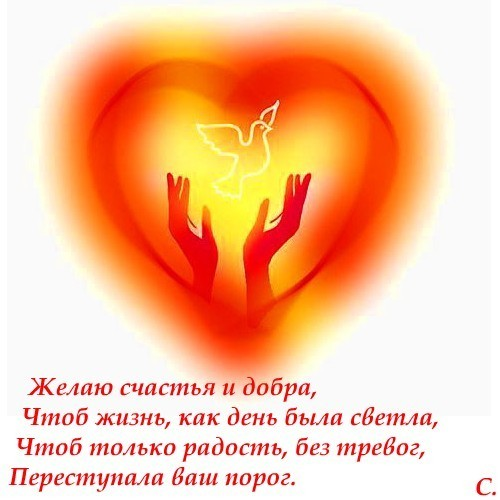 Желаю счастья и добра,
Чтоб жизнь, как день была светла,
Чтоб только радость, без тревог,
Переступала ваш порог.
С.